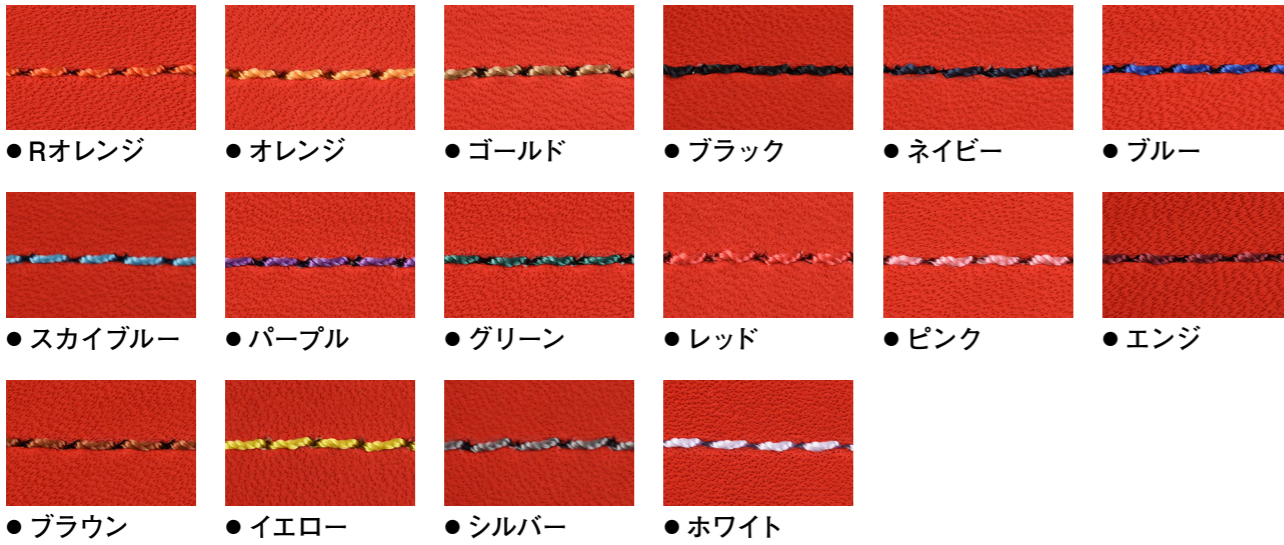 ● Rオレンジ ● オレンジ ● ゴールド ● ブラック ● ネイビー ● ブルー
● スカイブルー ● パープル ● グリーン ● レッド ● ピンク ● エンジ
● ブラウン ● イエロー ● シルバー ● ホワイト